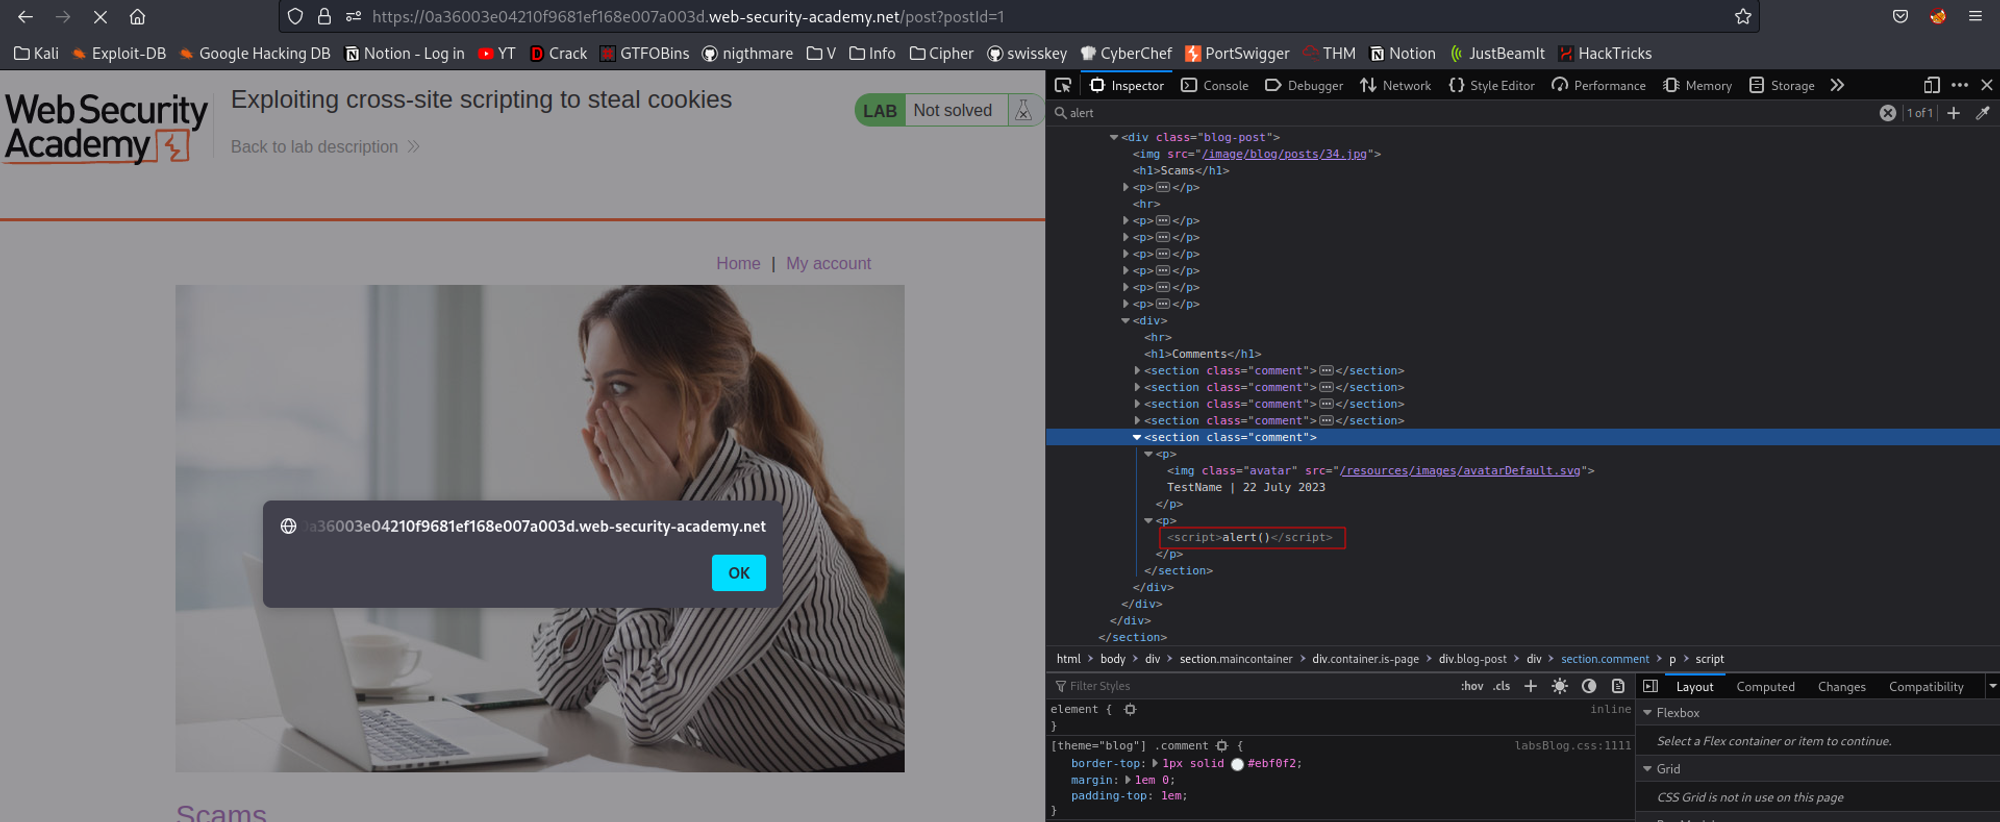 https://0a36003e04210f9681ef168e007a003d.web-security-academy.net/post?postId=1
Kali Exploit-DB Google Hacking DB Notion - Log in YT Crack GTFOBins nigthmare V Info Cipher swisskey CyberChef PortSwigger THM Notion JustBeamIt HackTricks
Web Security
Academy
Exploiting cross-site scripting to steal cookies
Back to lab description
LAB Not solved
Home | My account
0a36003e04210f9681ef168e007a003d.web-security-academy.net
OK
Scams
Inspector Console Debugger Network Style Editor Performance Memory Storage
alert
1 of 1
<div class="blog-post">
<img src="/image/blog/posts/34.jpg">
<h1>Scams</h1>
<p>•••</p>
<hr>
<p>•••</p>
<p>•••</p>
<p>•••</p>
<p>•••</p>
<p>•••</p>
<p>•••</p>
<div>
<hr>
<h1>Comments</h1>
<section class="comment">•••</section>
<section class="comment">•••</section>
<section class="comment">•••</section>
<section class="comment">•••</section>
<section class="comment">
<p>
<img class="avatar" src="/resources/images/avatarDefault.svg">
TestName | 22 July 2023
</p>
<p>
<script>alert()</script>
</p>
</section>
</div>
</div>
</div>
</section>
html > body > div > section.maincontainer > div.container.is-page > div.blog-post > div > section.comment > p > script
Filter Styles
:hov .cls +
element {
inline
}
[theme="blog"] .comment {
labsBlog.css:1111
border-top: 1px solid #ebf0f2;
margin: 1em 0;
padding-top: 1em;
}
Layout Computed Changes Compatibility
Flexbox
Select a Flex container or item to continue.
Grid
CSS Grid is not in use on this page